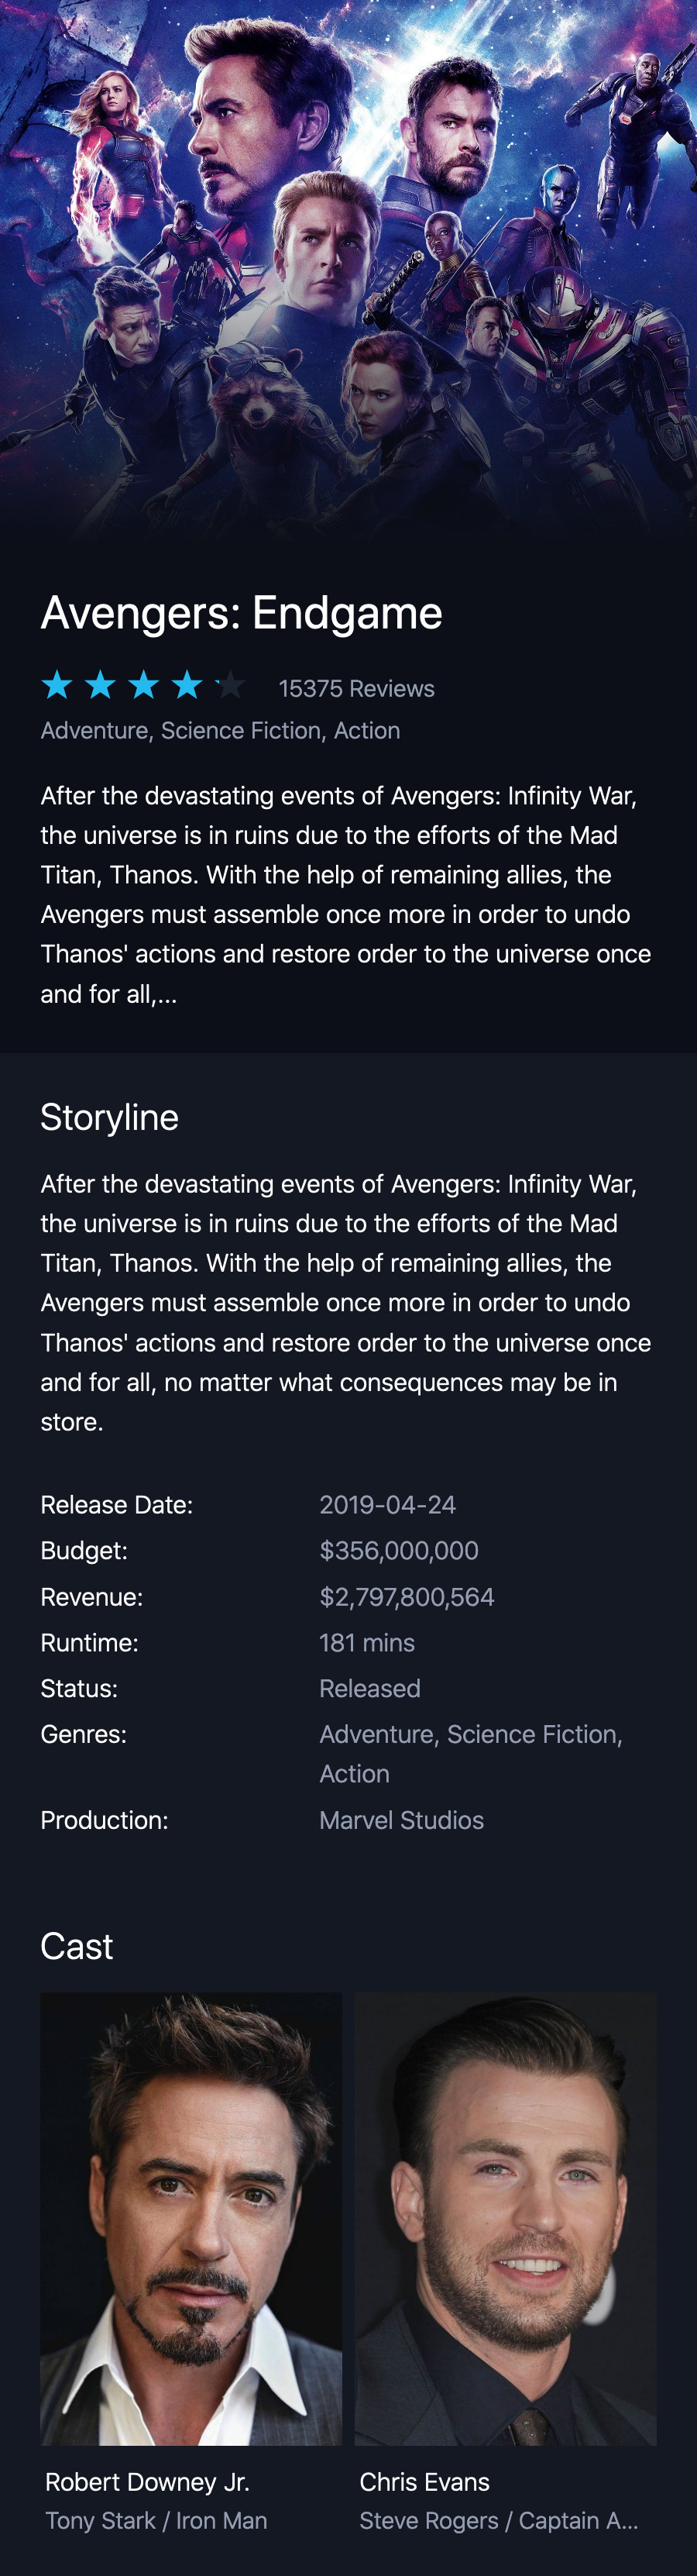 Avengers: Endgame
15375 Reviews
Adventure, Science Fiction, Action
After the devastating events of Avengers: Infinity War,
the universe is in ruins due to the efforts of the Mad
Titan, Thanos. With the help of remaining allies, the
Avengers must assemble once more in order to undo
Thanos' actions and restore order to the universe once
and for all,...
Storyline
After the devastating events of Avengers: Infinity War,
the universe is in ruins due to the efforts of the Mad
Titan, Thanos. With the help of remaining allies, the
Avengers must assemble once more in order to undo
Thanos' actions and restore order to the universe once
and for all, no matter what consequences may be in
store.
Release Date: 2019-04-24
Budget: $356,000,000
Revenue: $2,797,800,564
Runtime: 181 mins
Status: Released
Genres: Adventure, Science Fiction,
Action
Production: Marvel Studios
Cast
Robert Downey Jr.
Tony Stark / Iron Man
Chris Evans
Steve Rogers / Captain A...